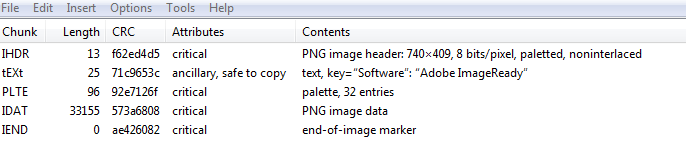 File Edit Insert Options Tools Help
Chunk Length CRC Attributes Contents
IHDR 13 f62ed4d5 critical PNG image header: 740×409, 8 bits/pixel, paletted, noninterlaced
tEXt 25 71c9653c ancillary, safe to copy text, key="Software": "Adobe ImageReady"
PLTE 96 92e7126f critical palette, 32 entries
IDAT 33155 573a6808 critical PNG image data
IEND 0 ae426082 critical end-of-image marker